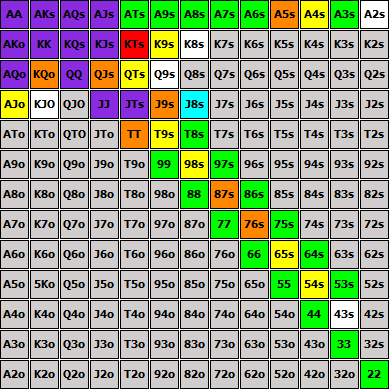 AA AKs AQs AJs ATs A9s A8s A7s A6s A5s A4s A3s A2s
AKo KK KQs KJs KTs K9s K8s K7s K6s K5s K4s K3s K2s
AQo KQo QQ QJs QTs Q9s Q8s Q7s Q6s Q5s Q4s Q3s Q2s
AJo KJO QJO JJ JTs J9s J8s J7s J6s J5s J4s J3s J2s
ATo KTo QTO JTo TT T9s T8s T7s T6s T5s T4s T3s T2s
A9o K9o Q9o J9o T9o 99 98s 97s 96s 95s 94s 93s 92s
A8o K8o Q8o J8o T8o 98o 88 87s 86s 85s 84s 83s 82s
A7o K7o Q7o J7o T7o 97o 87o 77 76s 75s 74s 73s 72s
A6o K6o Q6o J6o T6o 96o 86o 76o 66 65s 64s 63s 62s
A5o 5Ko Q5o J5o T5o 95o 85o 75o 65o 55 54s 53s 52s
A4o K4o Q4o J4o T4o 94o 84o 74o 64o 54o 44 43s 42s
A3o K3o Q3o J3o T3o 93o 83o 73o 63o 53o 43o 33 32s
A2o K2o Q2o J2o T2o 92o 82o 72o 62o 52o 42o 32o 22